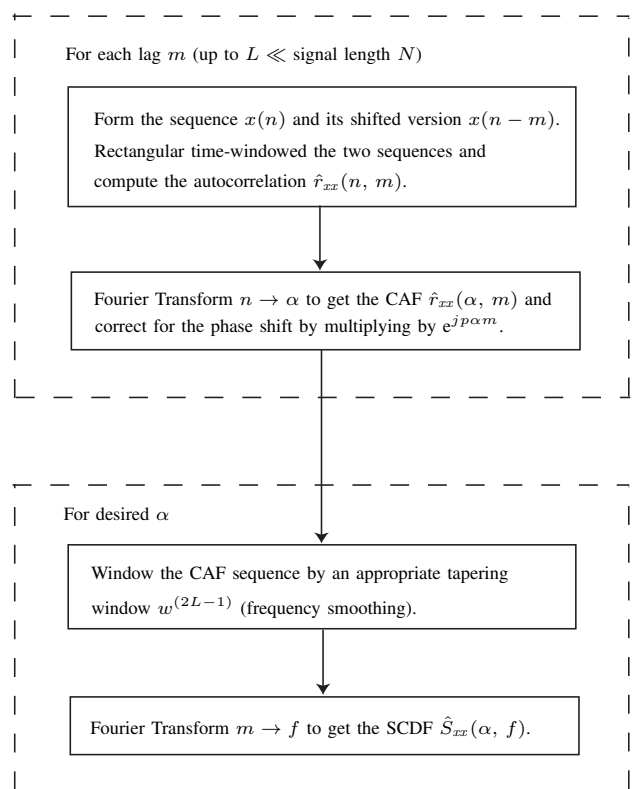 For each lag m (up to L ≪ signal length N)
Form the sequence x(n) and its shifted version x(n − m).
Rectangular time-windowed the two sequences and
compute the autocorrelation r̂ₓₓ(n, m).
Fourier Transform n → α to get the CAF r̂ₓₓ(α, m) and
correct for the phase shift by multiplying by e^{jpαm}.
For desired α
Window the CAF sequence by an appropriate tapering
window w^{(2L−1)} (frequency smoothing).
Fourier Transform m → f to get the SCDF Ŝₓₓ(α, f).